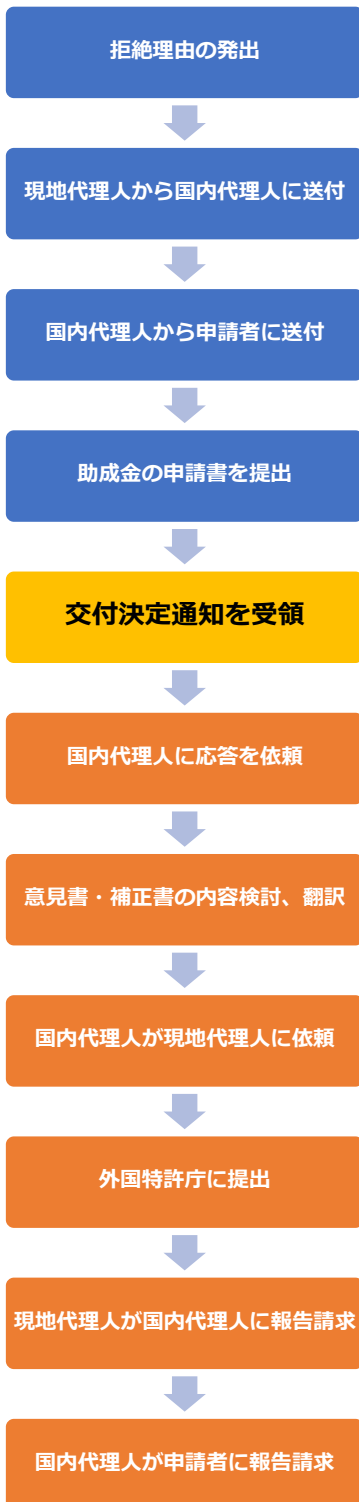 拒絶理由の発出
現地代理人から国内代理人に送付
国内代理人から申請者に送付
助成金の申請書を提出
交付決定通知を受領
国内代理人に応答を依頼
意見書・補正書の内容検討、翻訳
国内代理人が現地代理人に依頼
外国特許庁に提出
現地代理人が国内代理人に報告請求
国内代理人が申請者に報告請求